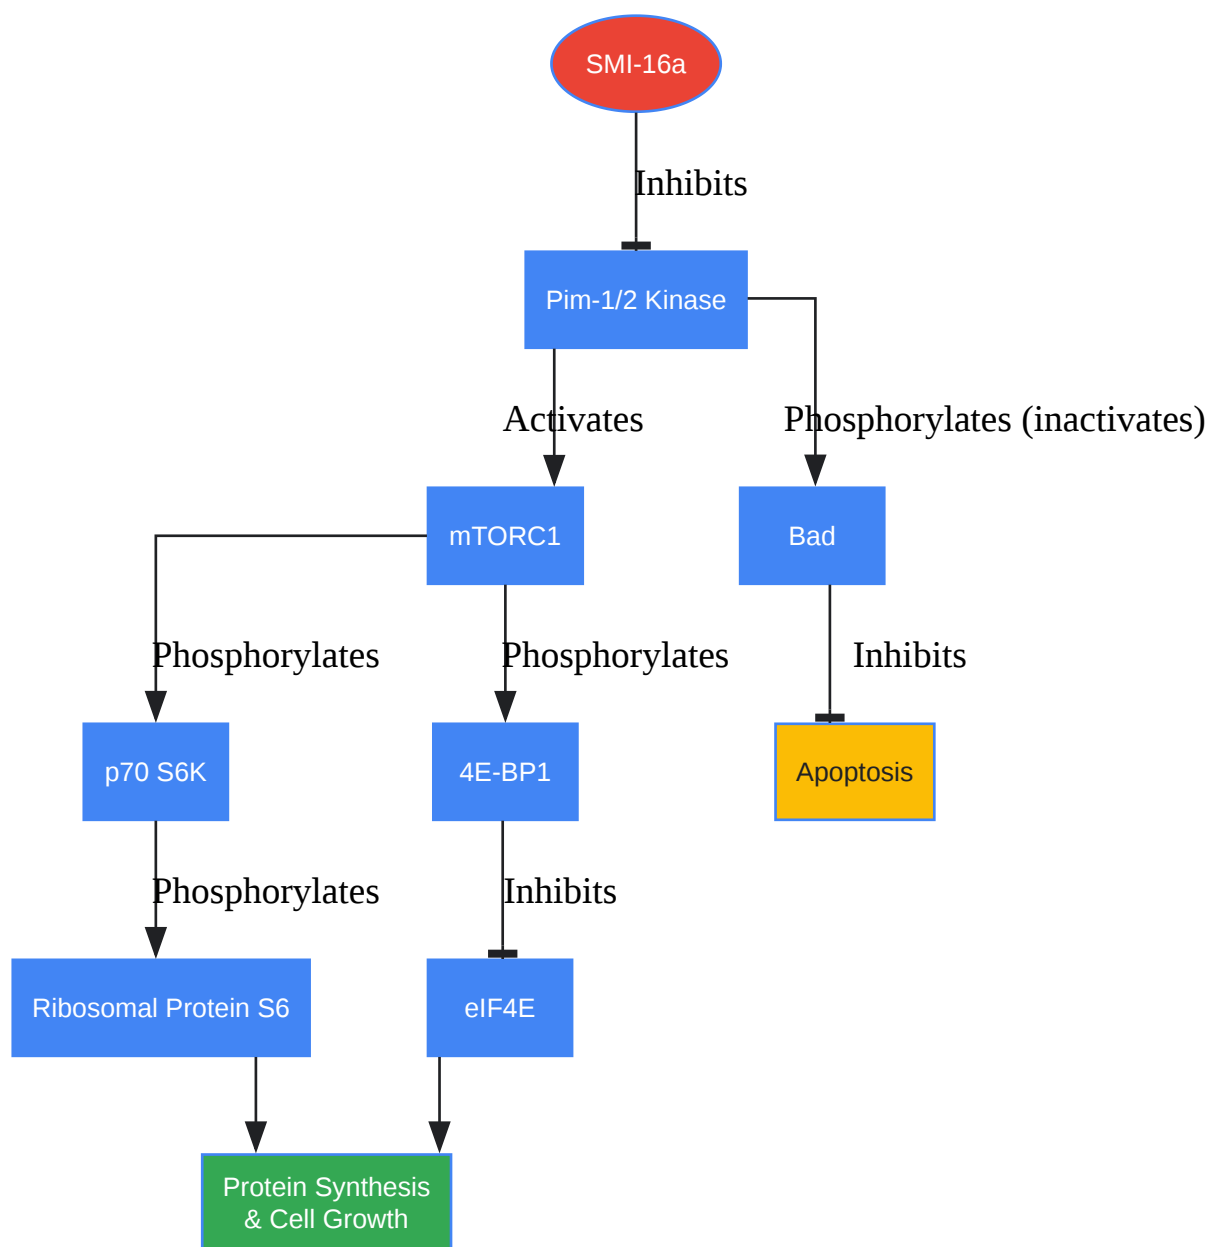 SMI-16a
Inhibits
Pim-1/2 Kinase
Activates
Phosphorylates (inactivates)
mTORC1
Bad
Phosphorylates
Phosphorylates
Inhibits
p70 S6K
4E-BP1
Apoptosis
Phosphorylates
Inhibits
Ribosomal Protein S6
eIF4E
Protein Synthesis
& Cell Growth